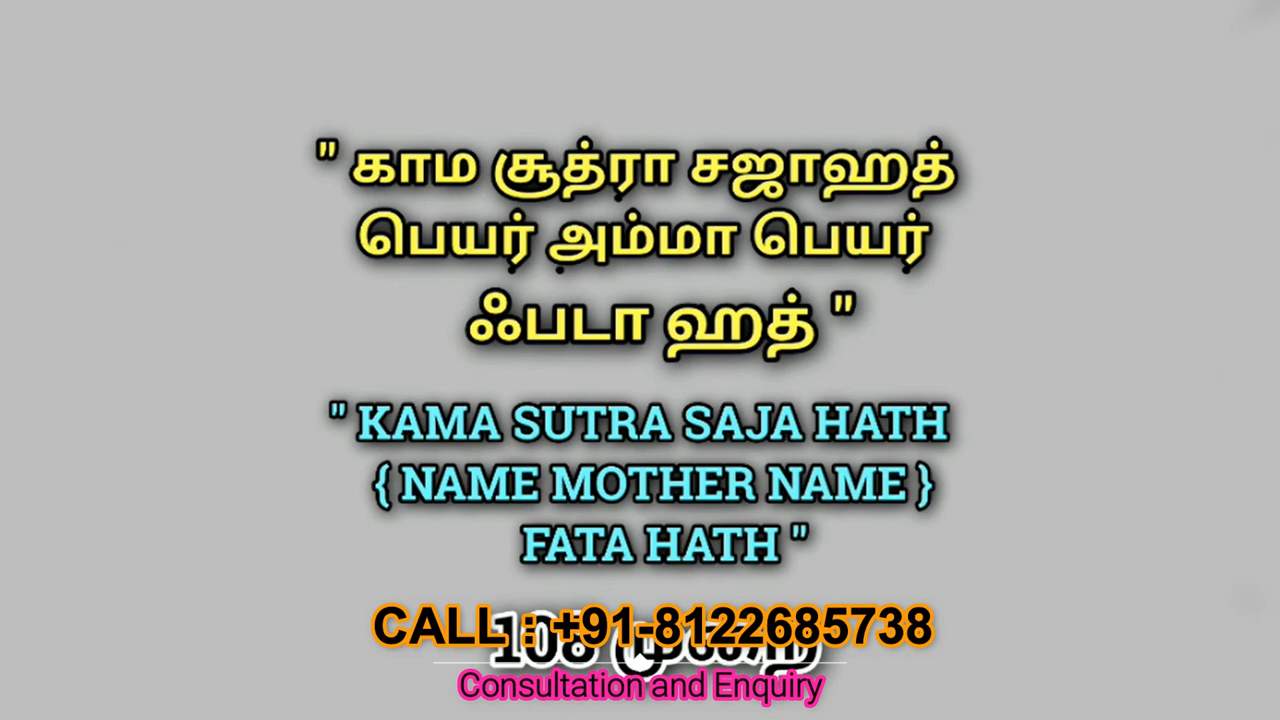 " காம சூத்ரா சஜாஹத்
பெயர் அம்மா பெயர்
ஃபடா ஹத் "
" KAMA SUTRA SAJA HATH
{ NAME MOTHER NAME }
FATA HATH "
CALL : +91-8122685738
108 முறை
Consultation and Enquiry